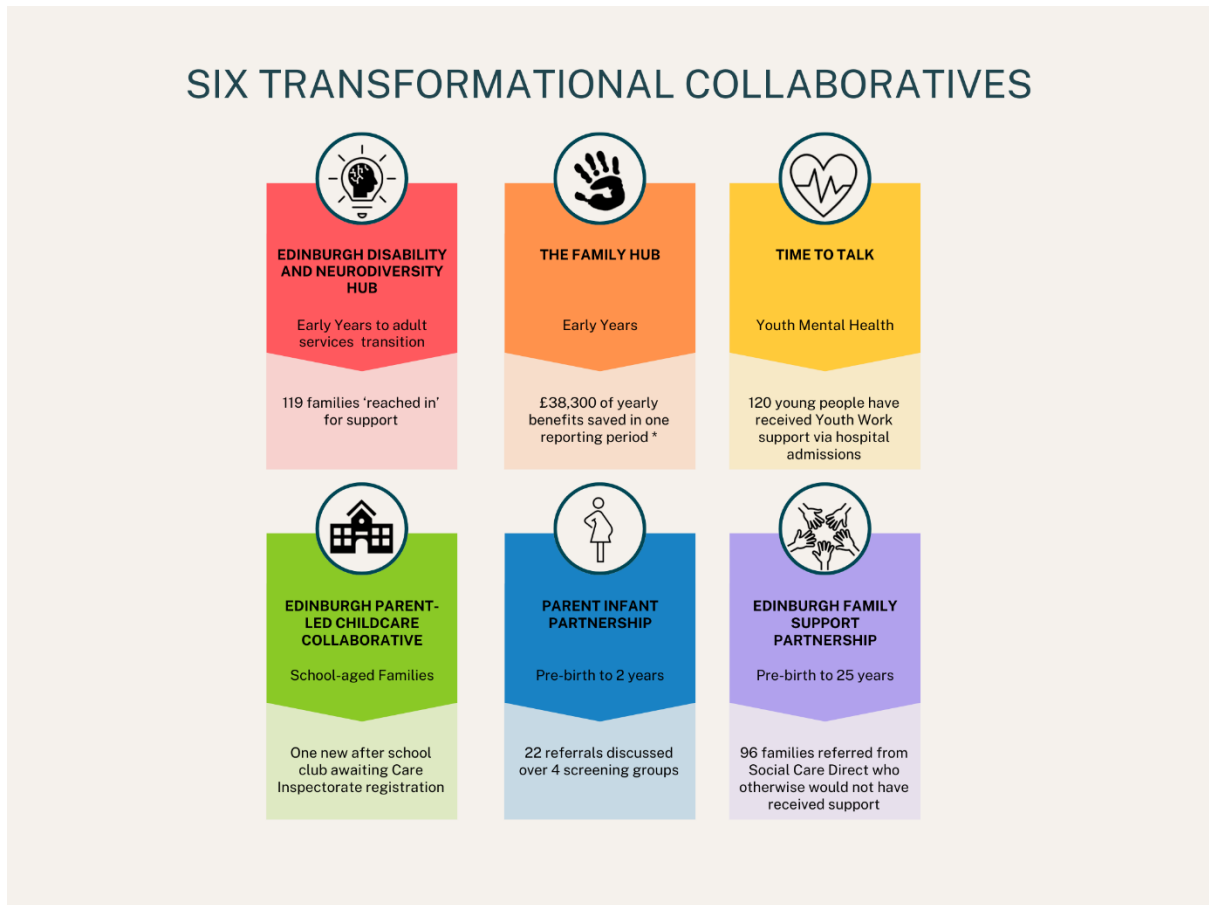 SIX TRANSFORMATIONAL COLLABORATIVES
EDINBURGH DISABILITY
AND NEURODIVERSITY
HUB
Early Years to adult
services transition
119 families ‘reached in’
for support
THE FAMILY HUB
Early Years
£38,300 of yearly
benefits saved in one
reporting period *
TIME TO TALK
Youth Mental Health
120 young people have
received Youth Work
support via hospital
admissions
EDINBURGH PARENT-
LED CHILDCARE
COLLABORATIVE
School-aged Families
One new after school
club awaiting Care
Inspectorate registration
PARENT INFANT
PARTNERSHIP
Pre-birth to 2 years
22 referrals discussed
over 4 screening groups
EDINBURGH FAMILY
SUPPORT
PARTNERSHIP
Pre-birth to 25 years
96 families referred from
Social Care Direct who
otherwise would not have
received support